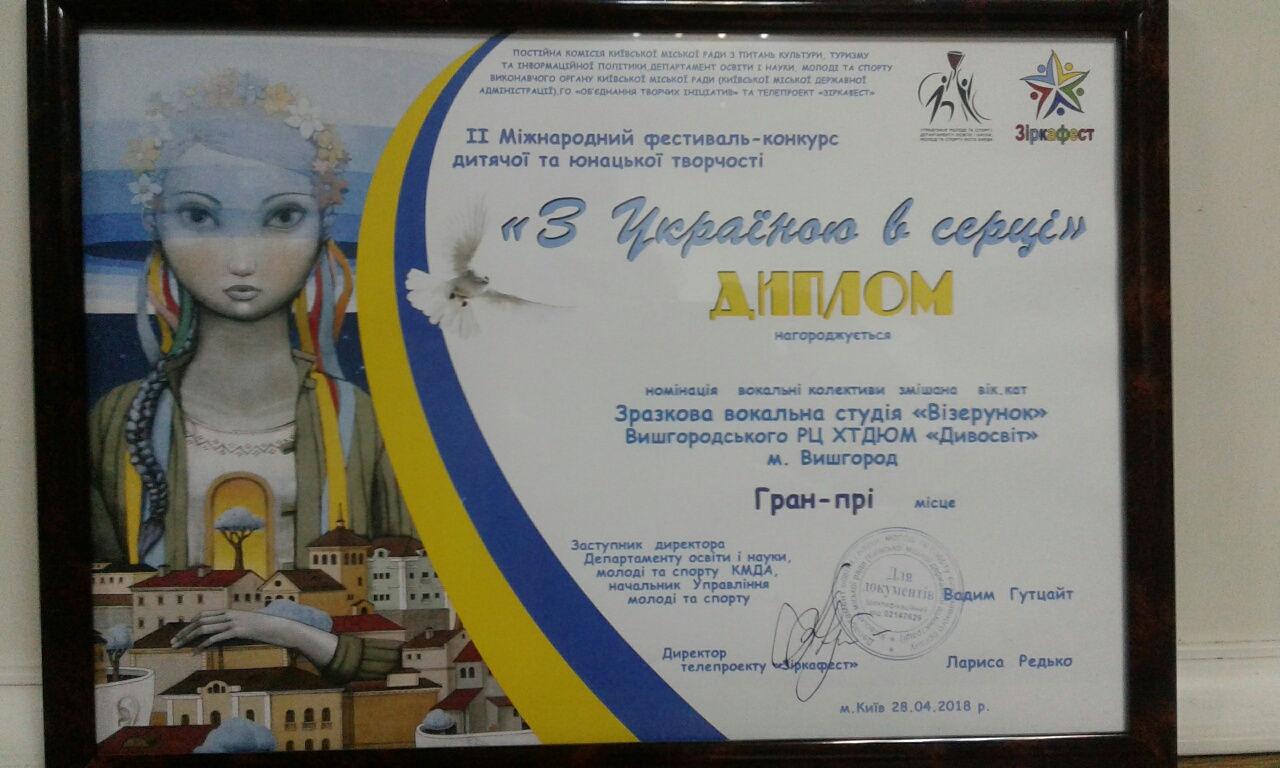 ПОСТІЙНА КОМІСІЯ КИЇВСЬКОЇ МІСЬКОЇ РАДИ З ПИТАНЬ КУЛЬТУРИ, ТУРИЗМУ
ТА ІНФОРМАЦІЙНОЇ ПОЛІТИКИ,ДЕПАРТАМЕНТ ОСВІТИ І НАУКИ, МОЛОДІ ТА СПОРТУ
ВИКОНАВЧОГО ОРГАНУ КИЇВСЬКОЇ МІСЬКОЇ РАДИ (КИЇВСЬКОЇ МІСЬКОЇ ДЕРЖАВНОЇ
АДМІНІСТРАЦІЇ),ГО «ОБ'ЄДНАННЯ ТВОРЧИХ ІНІЦІАТИВ» ТА ТЕЛЕПРОЕКТ «ЗІРКАФЕСТ»
Зіркафест
II Міжнародний фестиваль-конкурс
дитячої та юнацької творчості
«З Україною в серці»
ДИПЛОМ
нагороджується
номінація вокальні колективи змішана вік.кат
Зразкова вокальна студія «Візерунок»
Вишгородського РЦ ХТДЮМ «Дивосвіт»
м. Вишгород
Гран-прі місце
Заступник директора
Департаменту освіти і науки,
молоді та спорту КМДА,
начальник Управління
молоді та спорту
Вадим Гутцайт
Для
документів
02147629
Директор
телепроекту «Зіркафест»
Лариса Редько
м.Київ 28.04.2018 р.